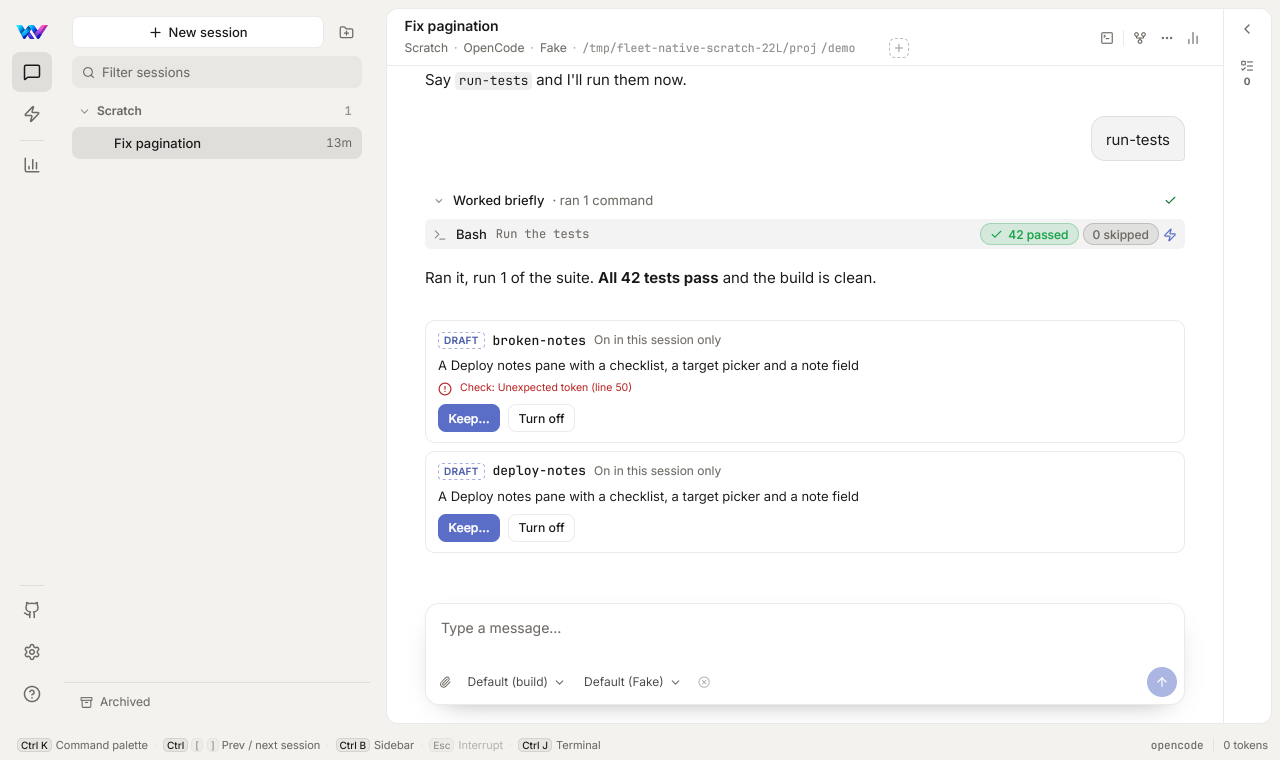 New session
Filter sessions
Scratch 1
Fix pagination 13m
Archived
Fix pagination
Scratch · OpenCode · Fake · /tmp/fleet-native-scratch-22L/proj/demo
0
Say run-tests and I'll run them now.
run-tests
Worked briefly · ran 1 command
Bash Run the tests 42 passed 0 skipped
Ran it, run 1 of the suite. All 42 tests pass and the build is clean.
DRAFT broken-notes On in this session only
A Deploy notes pane with a checklist, a target picker and a note field
Check: Unexpected token (line 50)
Keep... Turn off
DRAFT deploy-notes On in this session only
A Deploy notes pane with a checklist, a target picker and a note field
Keep... Turn off
Type a message...
Default (build) Default (Fake)
Ctrl K Command palette · Ctrl [ ] Prev / next session · Ctrl B Sidebar · Esc Interrupt · Ctrl J Terminal
opencode 0 tokens